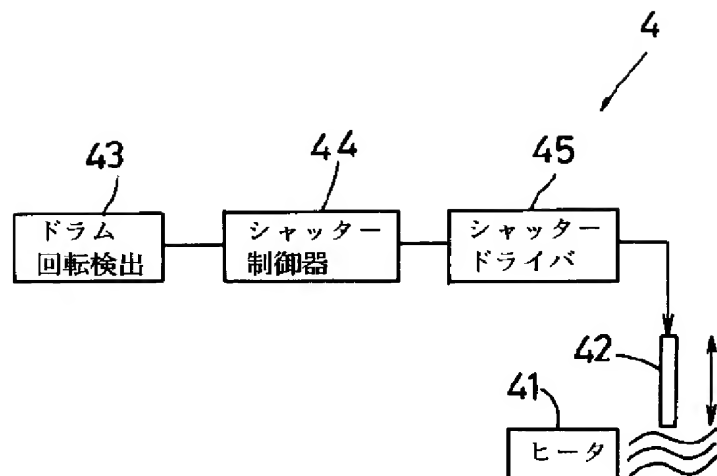 4
43
44
45
ドラム
回転検出
シャッター
制御器
シャッター
ドライバ
42
41
ヒータ